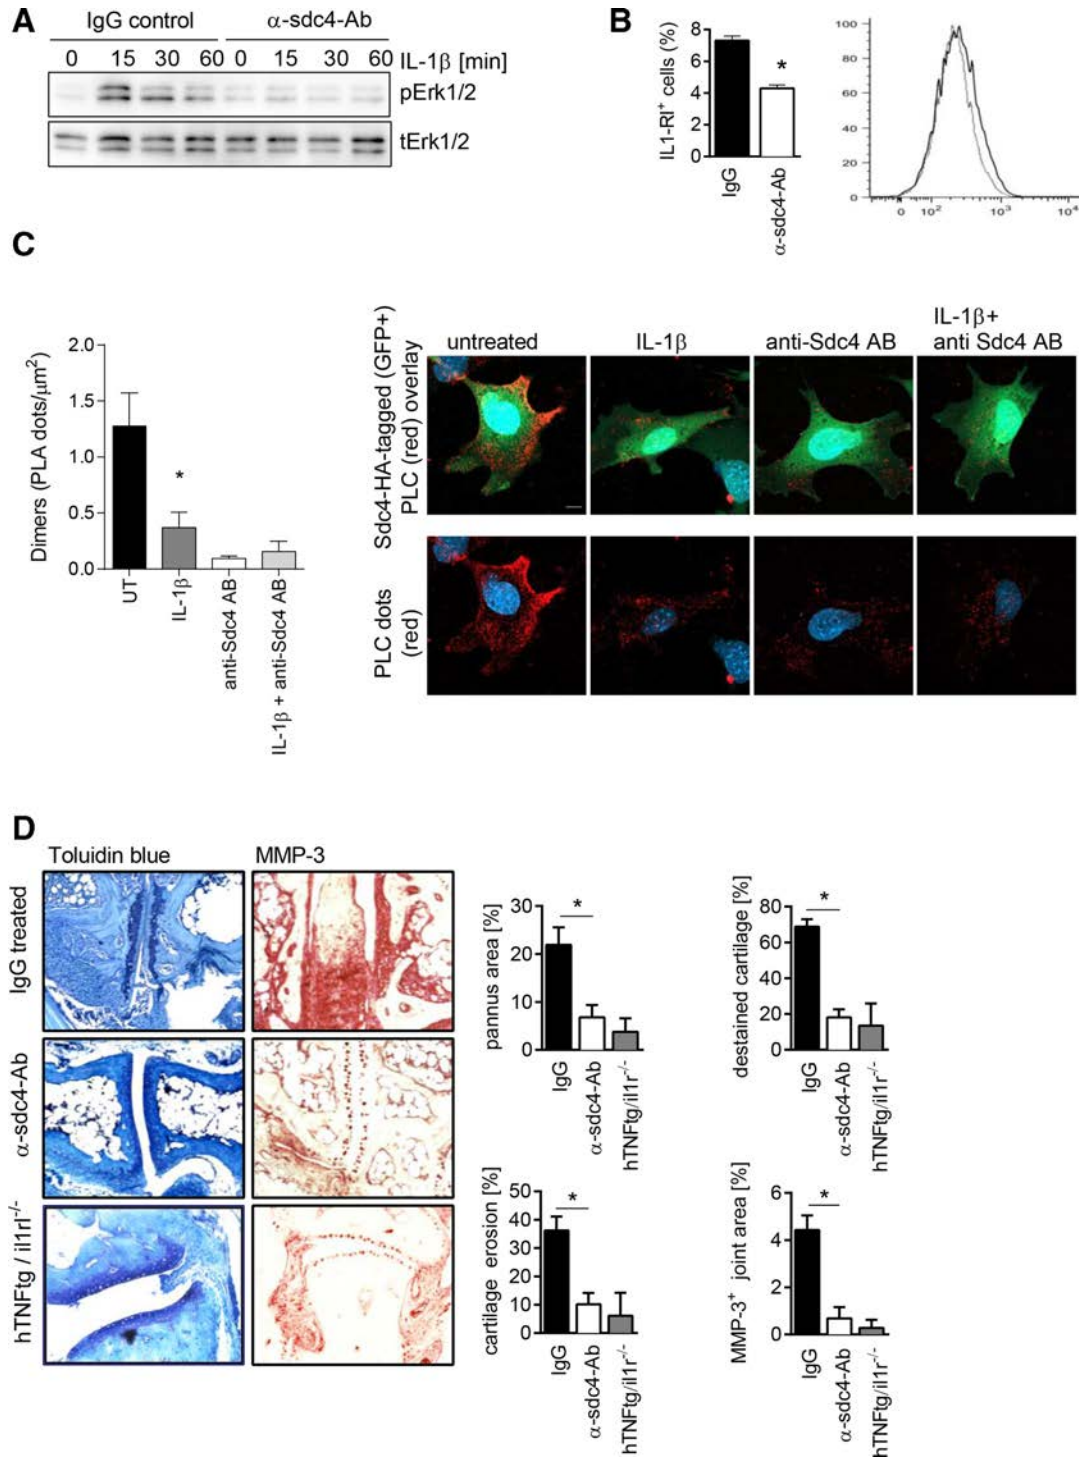 A
IgG control α-sdc4-Ab
0 15 30 60 0 15 30 60 IL-1β [min]
pErk1/2
tErk1/2
B
IL1-RI⁺ cells (%)
8
6
4
2
0
*
IgG
α-sdc4-Ab
100
80
60
40
20
0
0 10² 10³ 10⁴
C
Dimers (PLA dots/μm²)
2.0
1.5
1.0
0.5
0.0
*
UT
IL-1β
anti-Sdc4 AB
IL-1β + anti-Sdc4 AB
untreated IL-1β anti-Sdc4 AB IL-1β+
anti Sdc4 AB
Sdc4-HA-tagged (GFP+)
PLC (red) overlay
PLC dots
(red)
D
Toluidin blue MMP-3
IgG treated
α-sdc4-Ab
hTNFtg / il1rl⁻/⁻
pannus area [%]
30
20
10
0
*
IgG
α-sdc4-Ab
hTNFtg/il1r⁻/⁻
destained cartilage [%]
80
60
40
20
0
*
IgG
α-sdc4-Ab
hTNFtg/il1r⁻/⁻
cartilage erosion [%]
50
40
30
20
10
0
*
IgG
α-sdc4-Ab
hTNFtg/il1r⁻/⁻
MMP-3⁺ joint area [%]
6
4
2
0
*
IgG
α-sdc4-Ab
hTNFtg/il1r⁻/⁻